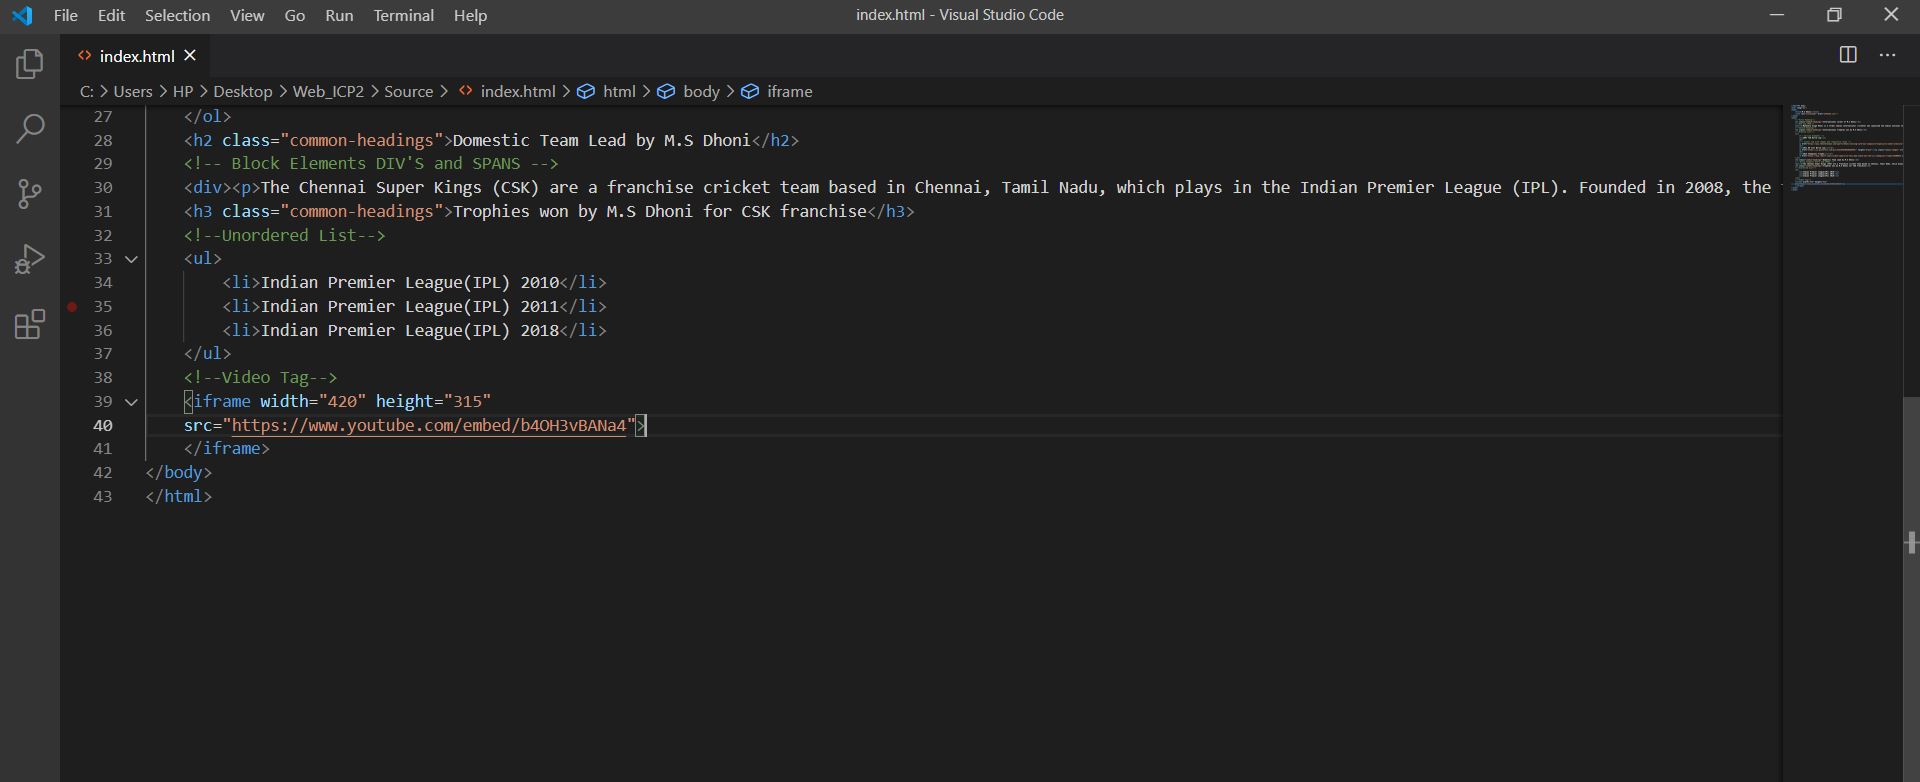 File Edit Selection View Go Run Terminal Help index.html - Visual Studio Code
index.html
C: > Users > HP > Desktop > Web_ICP2 > Source > index.html > html > body > iframe
27 </ol>
28 <h2 class="common-headings">Domestic Team Lead by M.S Dhoni</h2>
29 <!-- Block Elements DIV'S and SPANS -->
30 <div><p>The Chennai Super Kings (CSK) are a franchise cricket team based in Chennai, Tamil Nadu, which plays in the Indian Premier League (IPL). Founded in 2008, the
31 <h3 class="common-headings">Trophies won by M.S Dhoni for CSK franchise</h3>
32 <!--Unordered List-->
33 <ul>
34 <li>Indian Premier League(IPL) 2010</li>
35 <li>Indian Premier League(IPL) 2011</li>
36 <li>Indian Premier League(IPL) 2018</li>
37 </ul>
38 <!--Video Tag-->
39 <iframe width="420" height="315"
40 src="https://www.youtube.com/embed/b4OH3vBANa4">
41 </iframe>
42 </body>
43 </html>